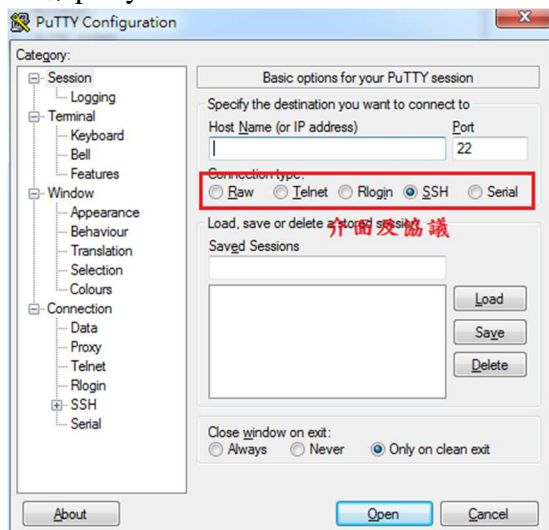 PuTTY Configuration
Category:
Session
Logging
Terminal
Keyboard
Bell
Features
Window
Appearance
Behaviour
Translation
Selection
Colours
Connection
Data
Proxy
Telnet
Rlogin
SSH
Serial
Basic options for your PuTTY session
Specify the destination you want to connect to
Host Name (or IP address) Port
22
Connection type:
Raw Telnet Rlogin SSH Serial
Load, save or delete a stored session
介面及協議
Saved Sessions
Load
Save
Delete
Close window on exit:
Always Never Only on clean exit
About Open Cancel